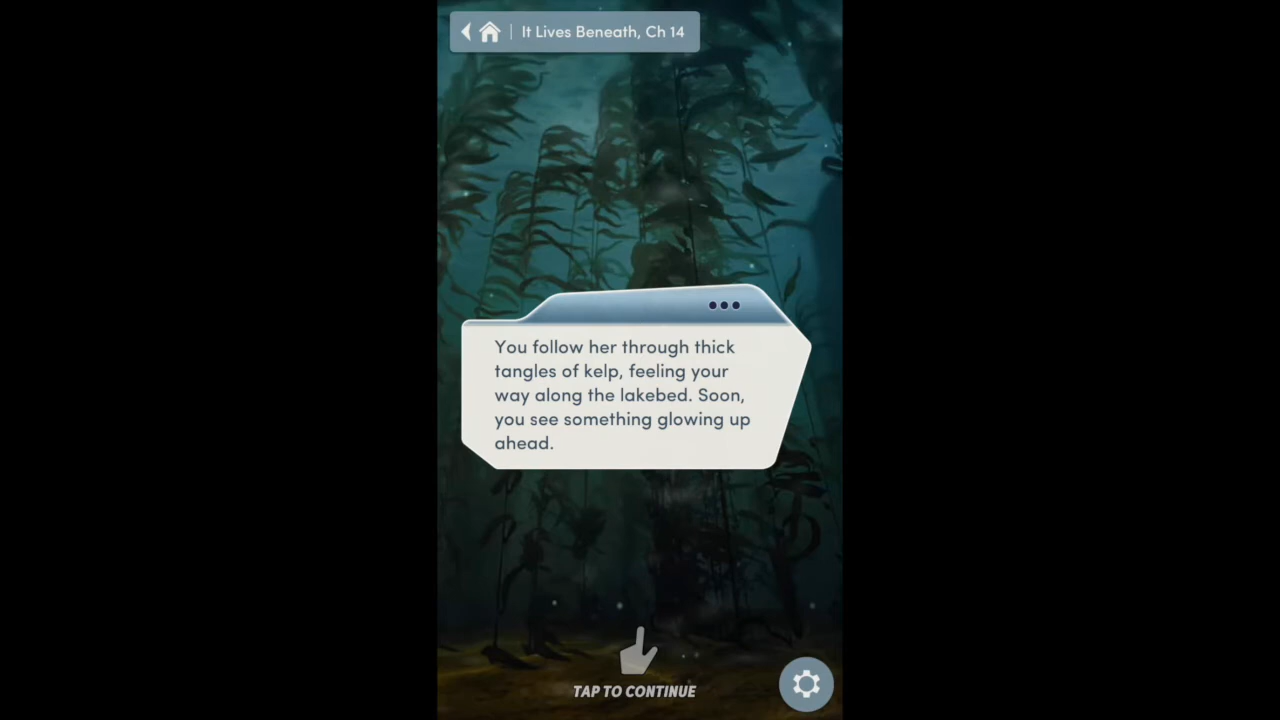 It Lives Beneath, Ch 14
You follow her through thick
tangles of kelp, feeling your
way along the lakebed. Soon,
you see something glowing up
ahead.
TAP TO CONTINUE